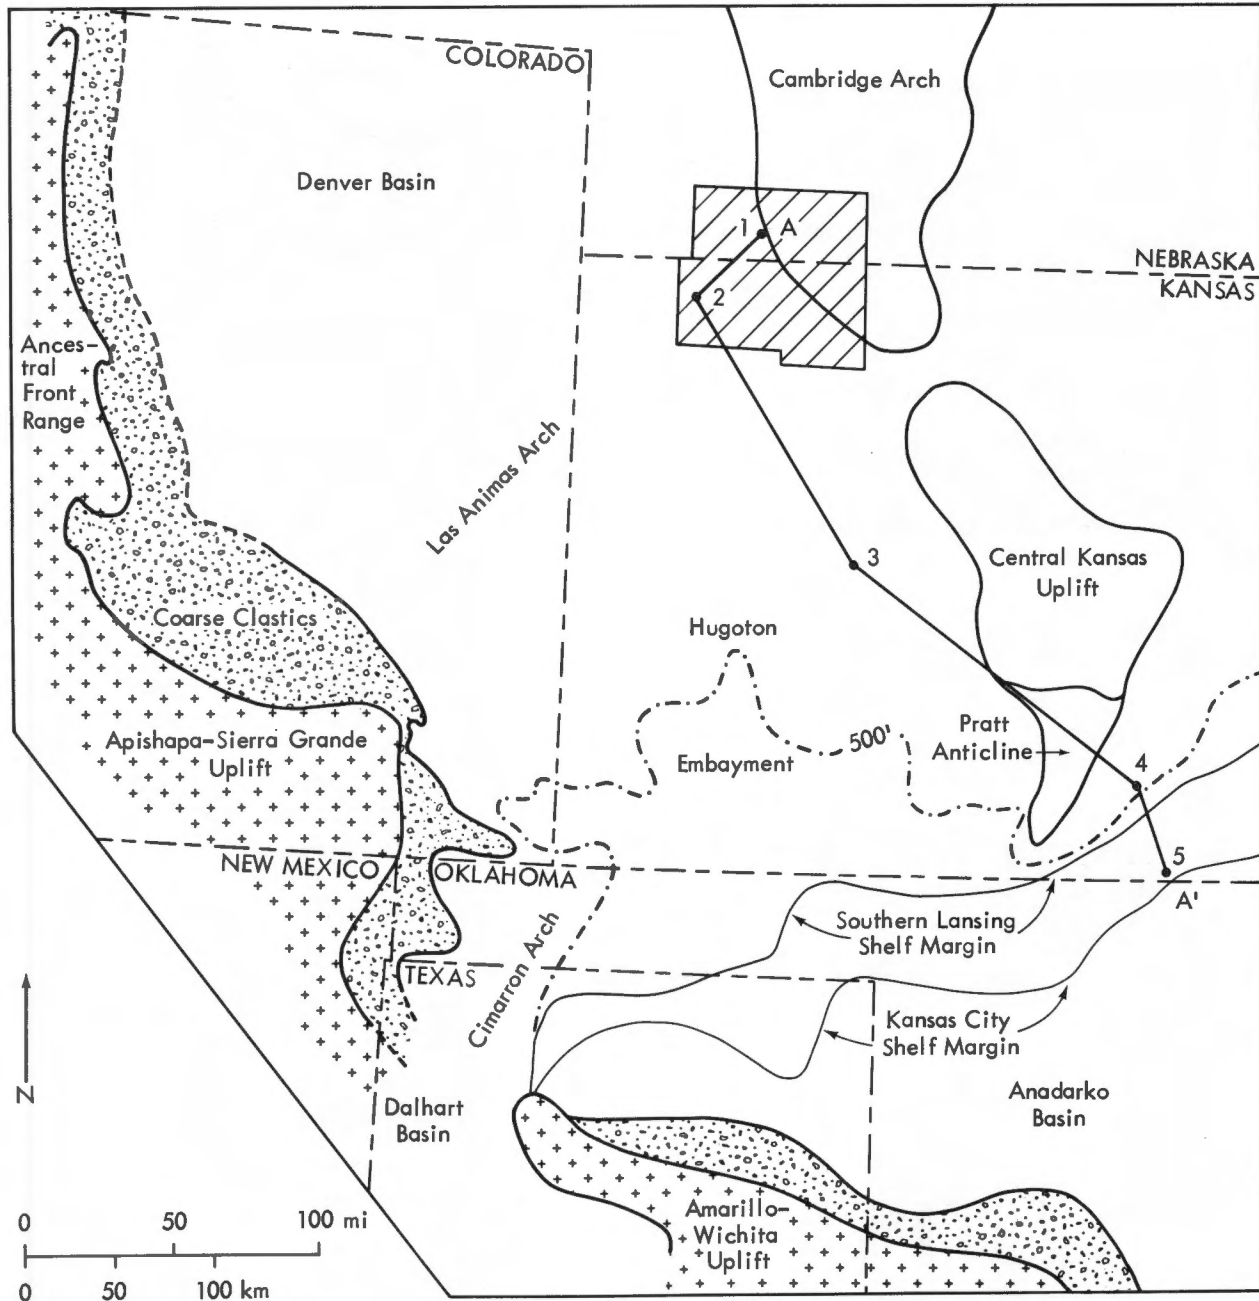 COLORADO
Cambridge Arch
Denver Basin
1
A
NEBRASKA
KANSAS
2
Ances-
tral
Front
Range
Las Animas Arch
3
Central Kansas
Uplift
Coarse Clastics
Hugoton
Apishapa-Sierra Grande
Uplift
500'
Embayment
Pratt
Anticline
4
NEW MEXICO
OKLAHOMA
5
A'
Southern Lansing
Shelf Margin
TEXAS
Cimarron Arch
Kansas City
Shelf Margin
N
Dalhart
Basin
Anadarko
Basin
Amarillo-
Wichita
Uplift
0 50 100 mi
0 50 100 km